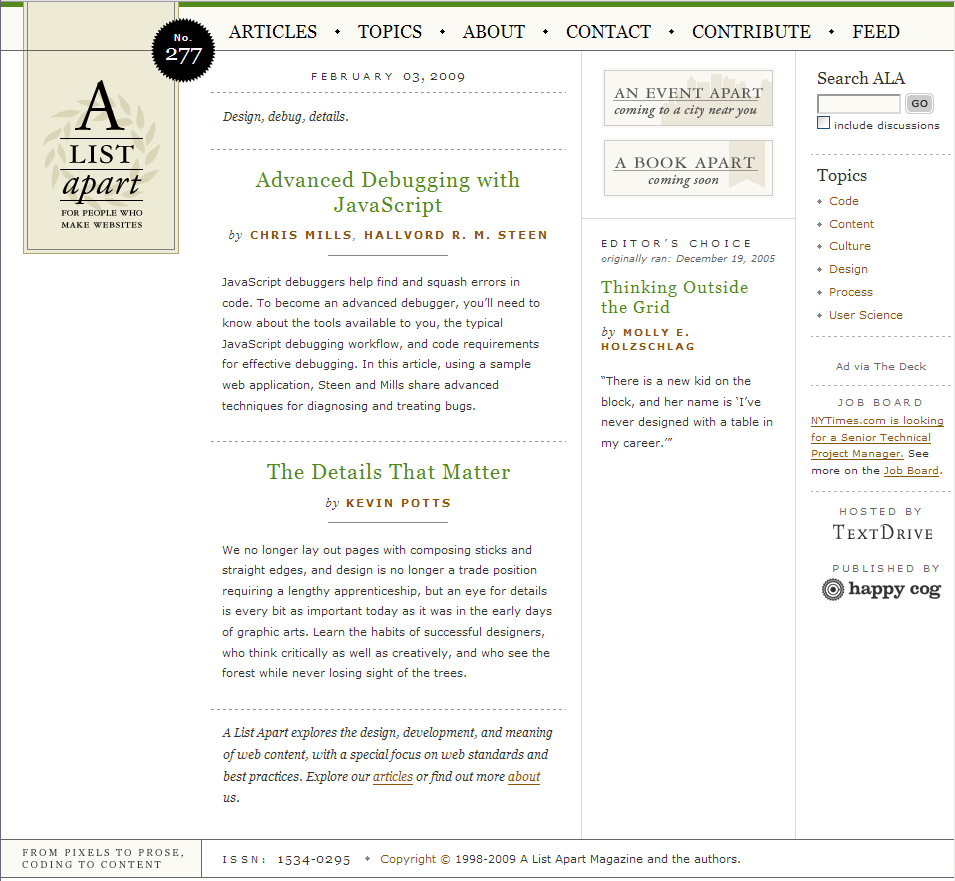 No.
277
ARTICLES • TOPICS • ABOUT • CONTACT • CONTRIBUTE • FEED
A
LIST
apart
FOR PEOPLE WHO
MAKE WEBSITES
FEBRUARY 03, 2009
Design, debug, details.
Advanced Debugging with
JavaScript
by CHRIS MILLS, HALLVORD R. M. STEEN
JavaScript debuggers help find and squash errors in
code. To become an advanced debugger, you’ll need to
know about the tools available to you, the typical
JavaScript debugging workflow, and code requirements
for effective debugging. In this article, using a sample
web application, Steen and Mills share advanced
techniques for diagnosing and treating bugs.
The Details That Matter
by KEVIN POTTS
We no longer lay out pages with composing sticks and
straight edges, and design is no longer a trade position
requiring a lengthy apprenticeship, but an eye for details
is every bit as important today as it was in the early days
of graphic arts. Learn the habits of successful designers,
who think critically as well as creatively, and who see the
forest while never losing sight of the trees.
A List Apart explores the design, development, and meaning
of web content, with a special focus on web standards and
best practices. Explore our articles or find out more about
us.
AN EVENT APART
coming to a city near you
A BOOK APART
coming soon
EDITOR’S CHOICE
originally ran: December 19, 2005
Thinking Outside
the Grid
by MOLLY E.
HOLZSCHLAG
“There is a new kid on the
block, and her name is ‘I’ve
never designed with a table in
my career.’”
Search ALA
GO
include discussions
Topics
Code
Content
Culture
Design
Process
User Science
Ad via The Deck
JOB BOARD
NYTimes.com is looking
for a Senior Technical
Project Manager. See
more on the Job Board.
HOSTED BY
TEXTDRIVE
PUBLISHED BY
happy cog
FROM PIXELS TO PROSE,
CODING TO CONTENT
ISSN: 1534-0295 • Copyright © 1998-2009 A List Apart Magazine and the authors.